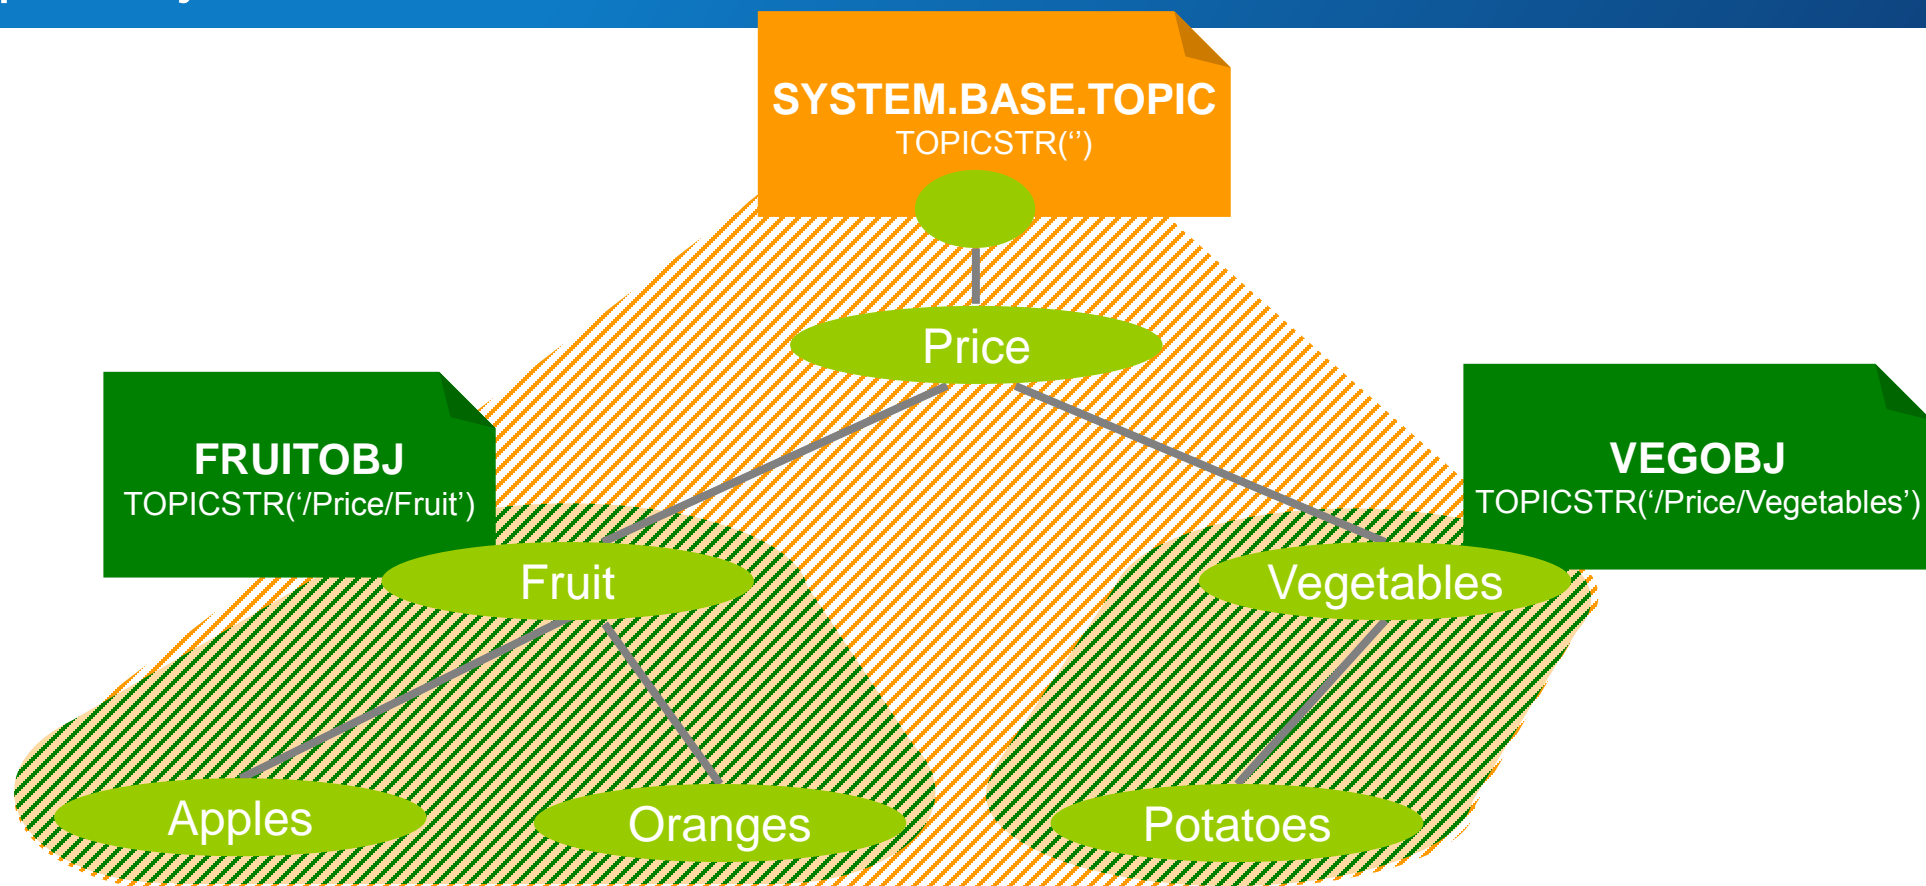 SYSTEM.BASE.TOPIC
TOPICSTR(‘’)
Price
FRUITOBJ
TOPICSTR(‘/Price/Fruit’)
VEGOBJ
TOPICSTR(‘/Price/Vegetables’)
Fruit
Vegetables
Apples
Oranges
Potatoes